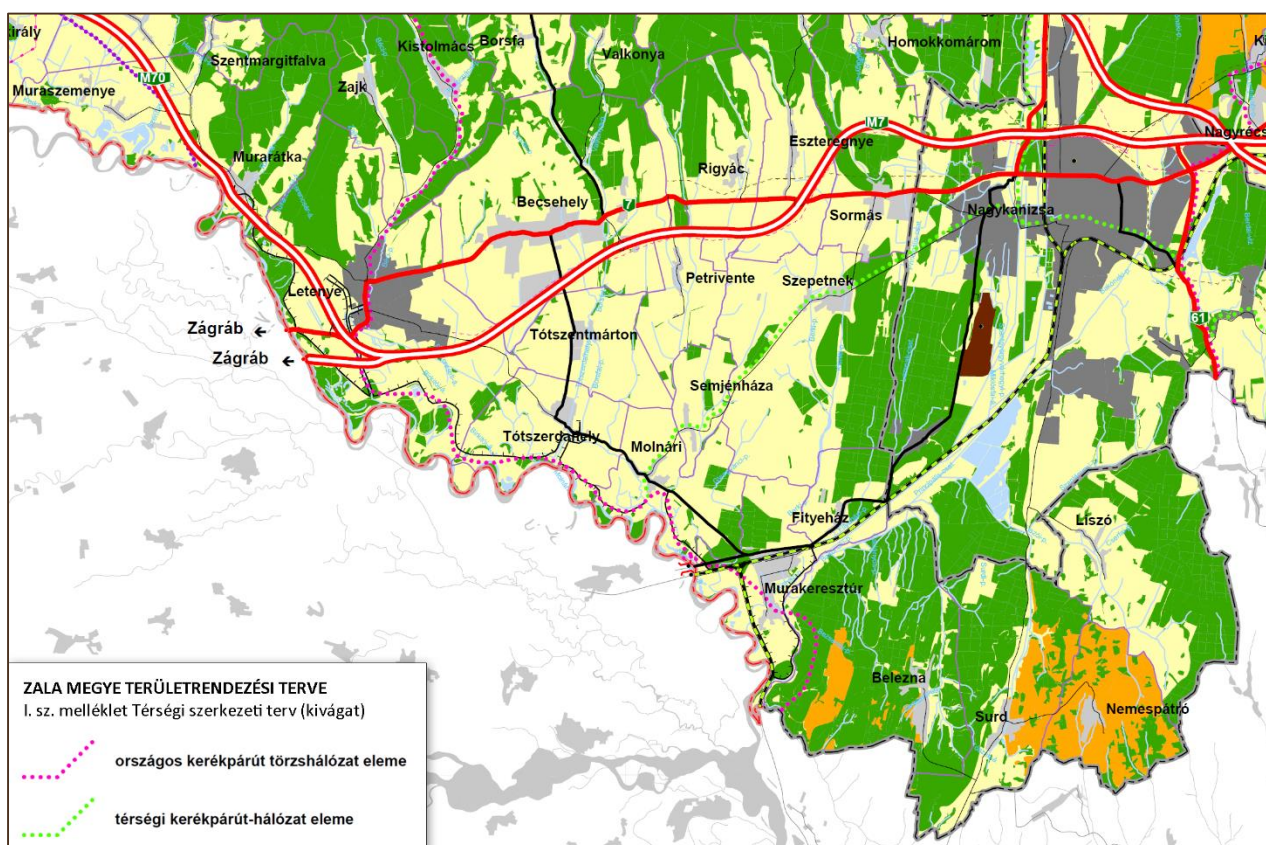 király
Szentmargitfalva
Kistolmács
Borsfa
Valkonya
Homokkomárom
M70
Zajk
Muraszemenye
M7
Nagyrécs
Eszteregnye
Murarátka
Rigyác
Becsehely
7
Sormás
Nagykanizsa
Petrivente
Szepetnek
Letenye
Zágráb
61
Tótszentmárton
Zágráb
Semjénháza
Tótszerdahely
Molnári
Fityeház
Liszó
Murakeresztúr
Belezna
Surd
Nemespátró
ZALA MEGYE TERÜLETRENDEZÉSI TERVE
I. sz. melléklet Térségi szerkezeti terv (kivágat)
országos kerékpárút törzshálózat eleme
térségi kerékpárút-hálózat eleme